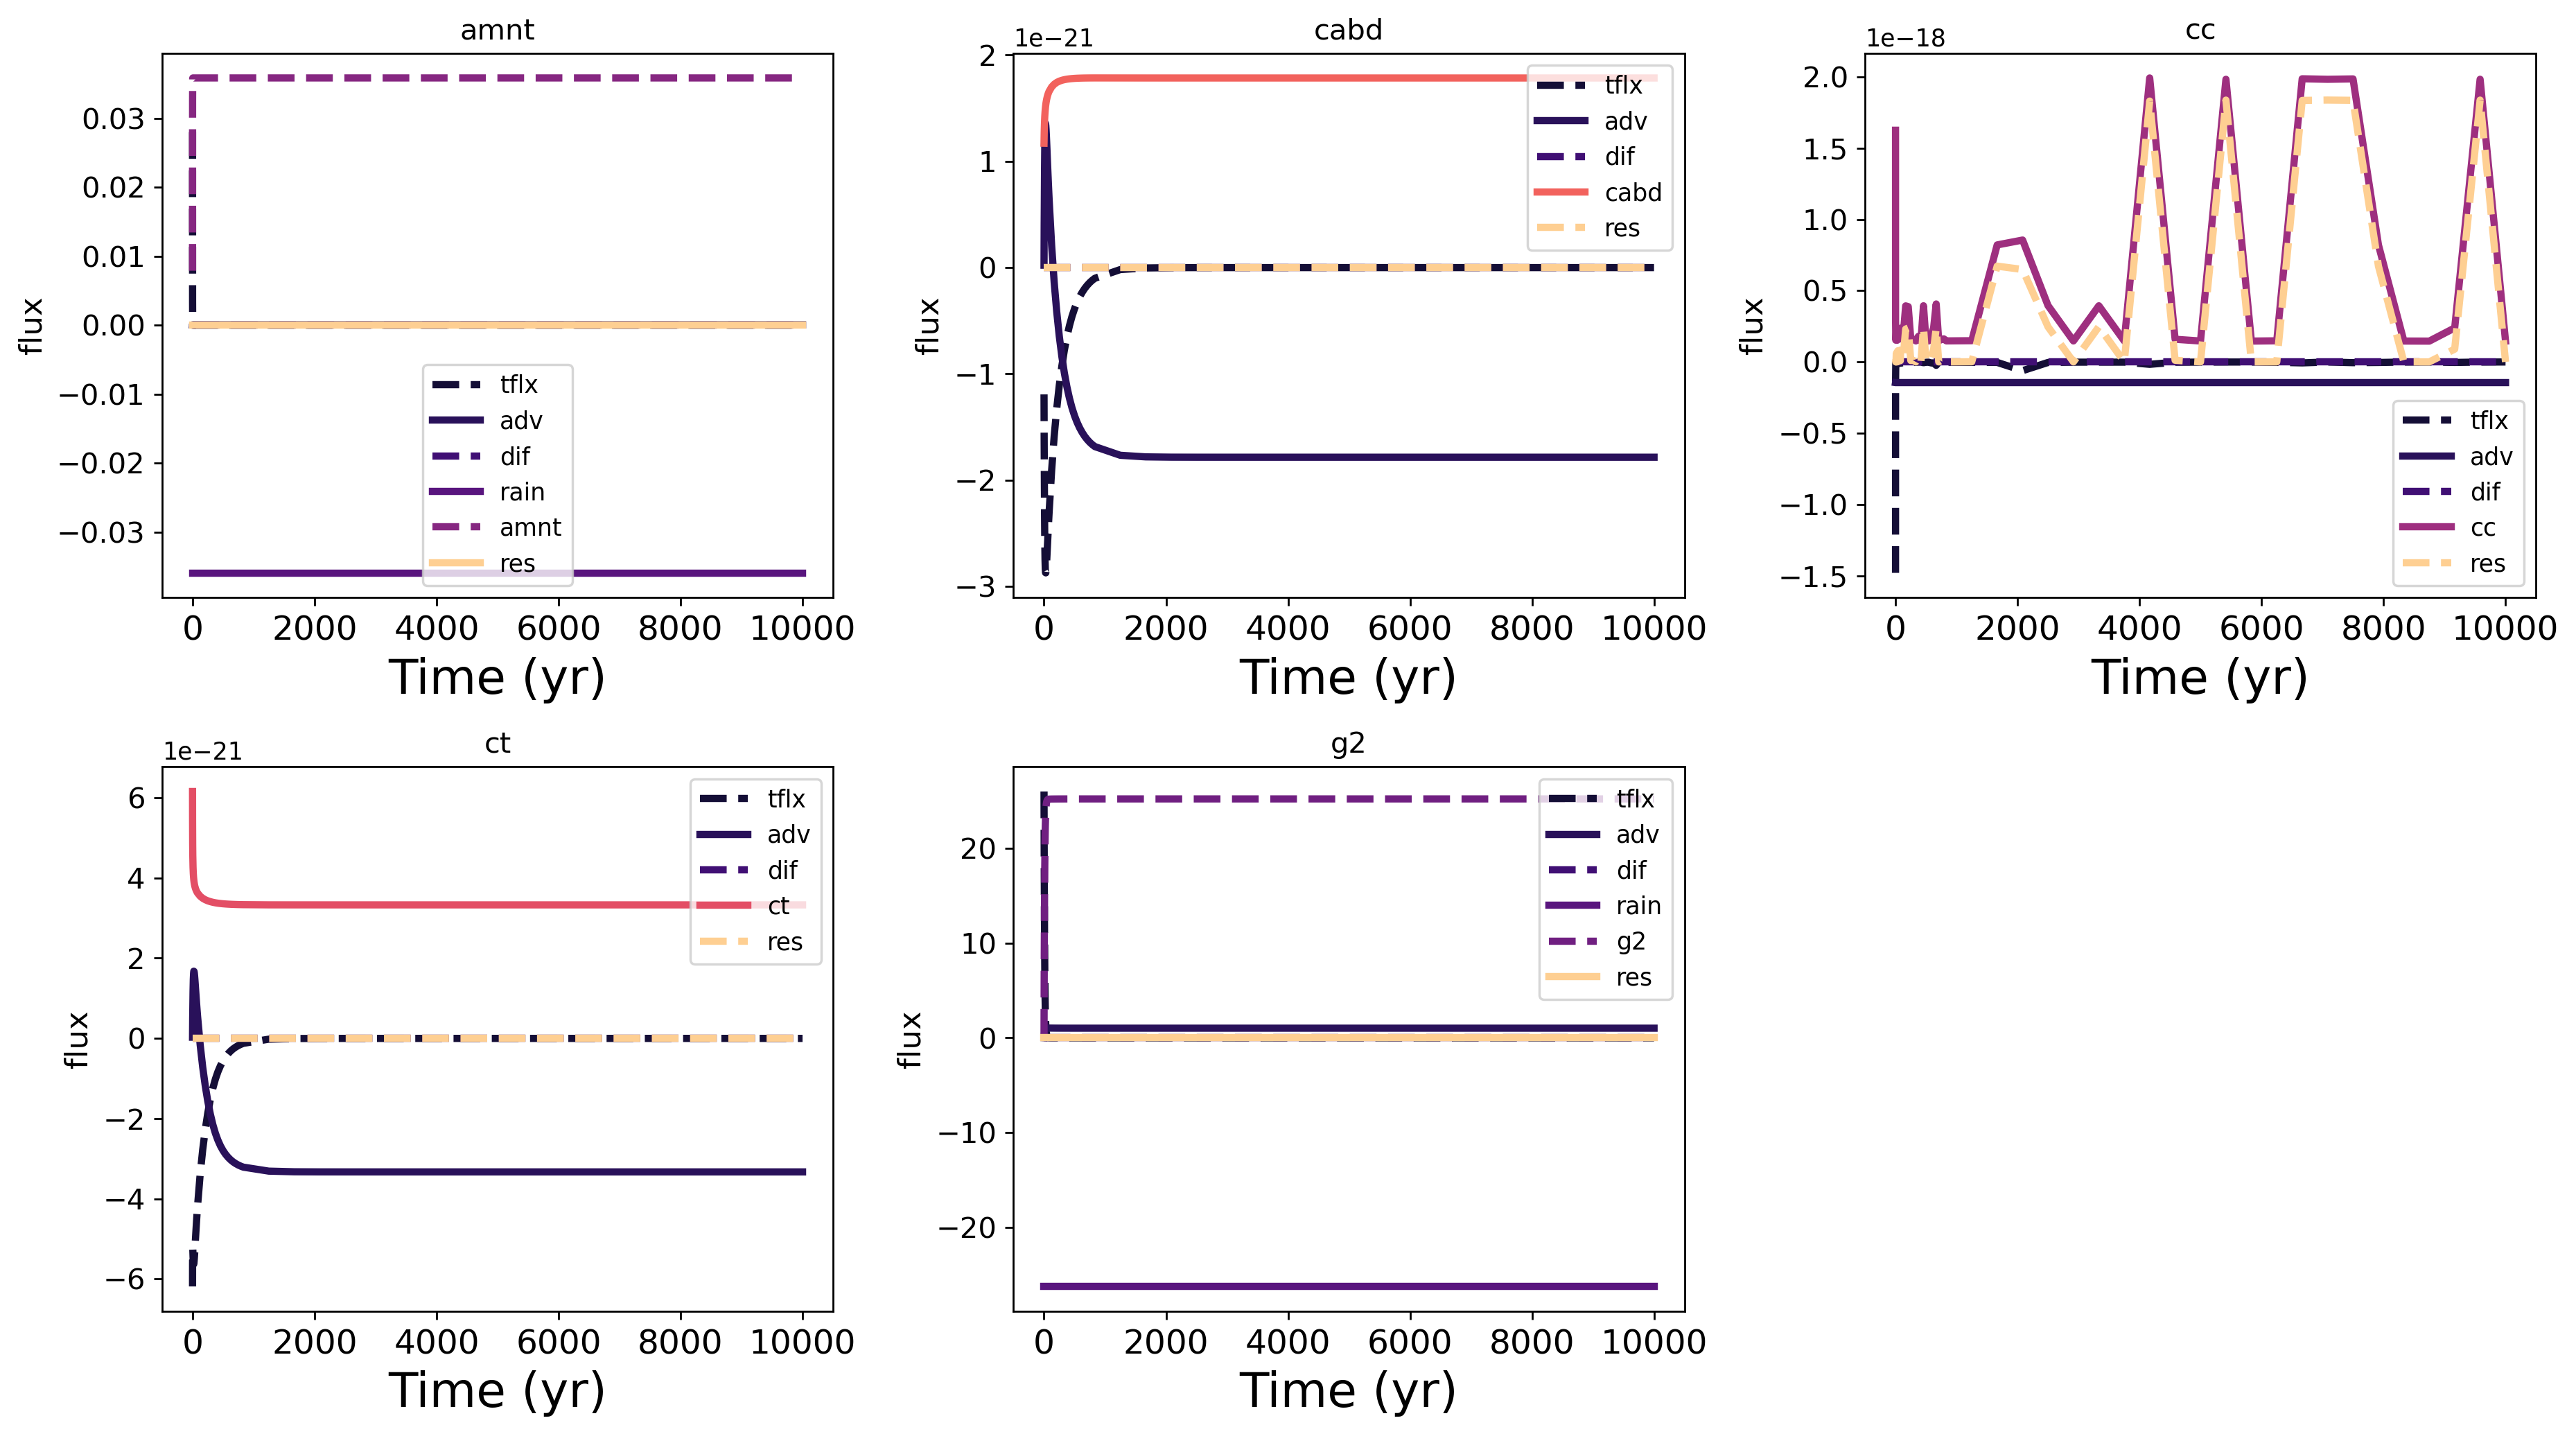 amnt
flux
0.03
0.02
0.01
0.00
−0.01
−0.02
−0.03
tflx
adv
dif
rain
amnt
res
0 2000 4000 6000 8000 10000
Time (yr)
cabd
1e−21
flux
2
1
0
−1
−2
−3
tflx
adv
dif
cabd
res
0 2000 4000 6000 8000 10000
Time (yr)
cc
1e−18
flux
2.0
1.5
1.0
0.5
0.0
−0.5
−1.0
−1.5
tflx
adv
dif
cc
res
0 2000 4000 6000 8000 10000
Time (yr)
ct
1e−21
flux
6
4
2
0
−2
−4
−6
tflx
adv
dif
ct
res
0 2000 4000 6000 8000 10000
Time (yr)
g2
flux
20
10
0
−10
−20
tflx
adv
dif
rain
g2
res
0 2000 4000 6000 8000 10000
Time (yr)